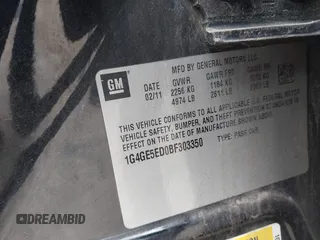 GM
MFD BY GENERAL MOTORS LLC
DATE GVWR GAWR FRT
02/11 2256 KG 1184 KG
4974 LB 2611 LB
THIS VEHICLE CONFORMS TO ALL APPLICABLE U.S. FEDERAL MOTOR
VEHICLE SAFETY, BUMPER, AND THEFT PREVENTION STANDARDS IN
EFFECT ON THE DATE OF MANUFACTURE SHOWN ABOVE.
1G4GE5ED0BF303350 TYPE: PASS CAR
DREAMBID